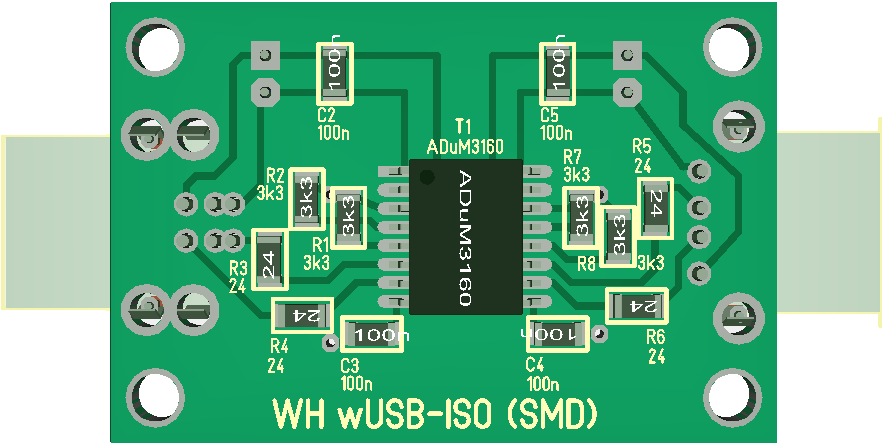 100n
100n
C2
100n
C5
100n
T1
ADuM3160
R2
3k3
R7
3k3
R5
24
3k3
3k3
3k3
3k3
24
ADuM3160
R1
3k3
R8
3k3
R3
24
24
24
24
R4
24
R6
24
100n
100n
C3
100n
C4
100n
WH wUSB-ISO (SMD)